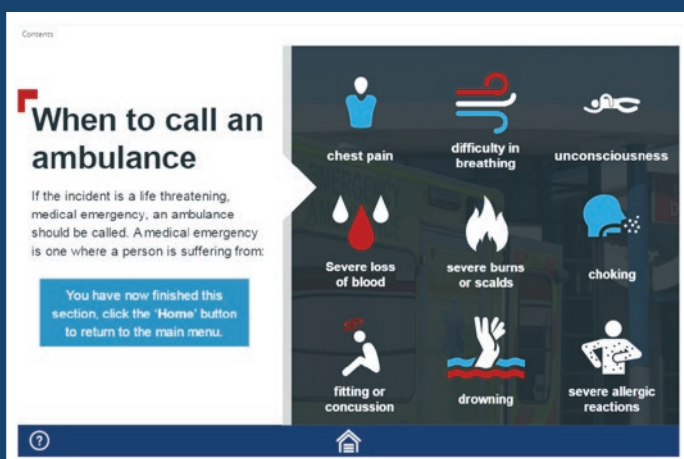 Contents
When to call an
ambulance
If the incident is a life threatening,
medical emergency, an ambulance
should be called. A medical emergency
is one where a person is suffering from:
You have now finished this
section, click the 'Home' button
to return to the main menu.
chest pain
difficulty in
breathing
unconsciousness
Severe loss
of blood
severe burns
or scalds
choking
fitting or
concussion
drowning
severe allergic
reactions
?